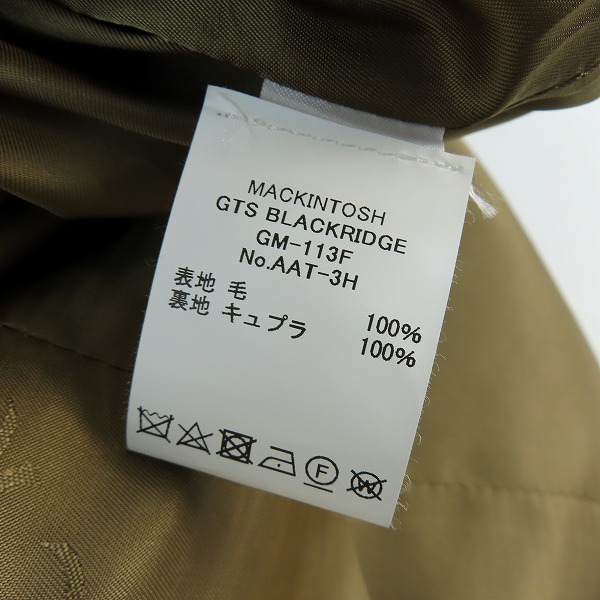 MACKINTOSH
GTS BLACKRIDGE
GM-113F
No.AAT-3H
表地 毛 100%
裏地 キュプラ 100%
F
W